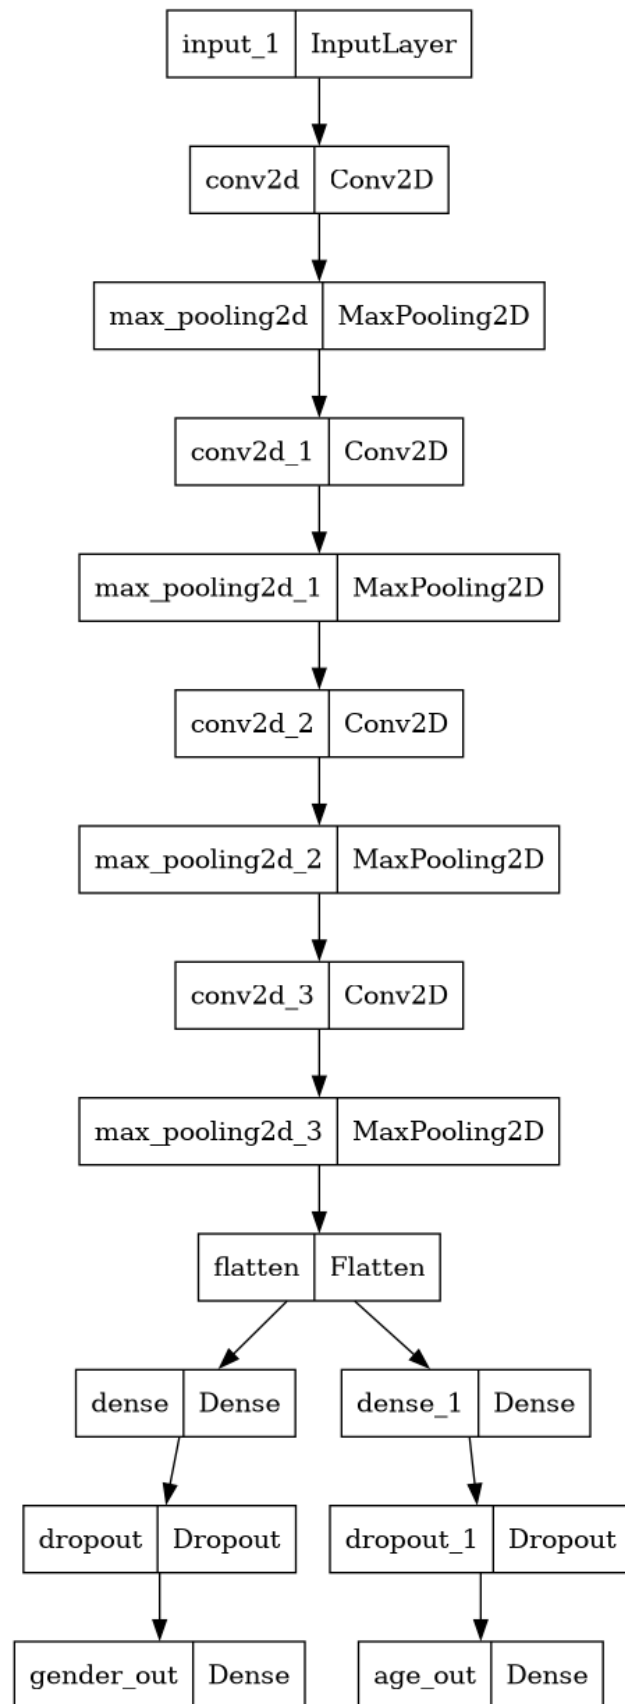 input_1 InputLayer
conv2d Conv2D
max_pooling2d MaxPooling2D
conv2d_1 Conv2D
max_pooling2d_1 MaxPooling2D
conv2d_2 Conv2D
max_pooling2d_2 MaxPooling2D
conv2d_3 Conv2D
max_pooling2d_3 MaxPooling2D
flatten Flatten
dense Dense dense_1 Dense
dropout Dropout dropout_1 Dropout
gender_out Dense age_out Dense